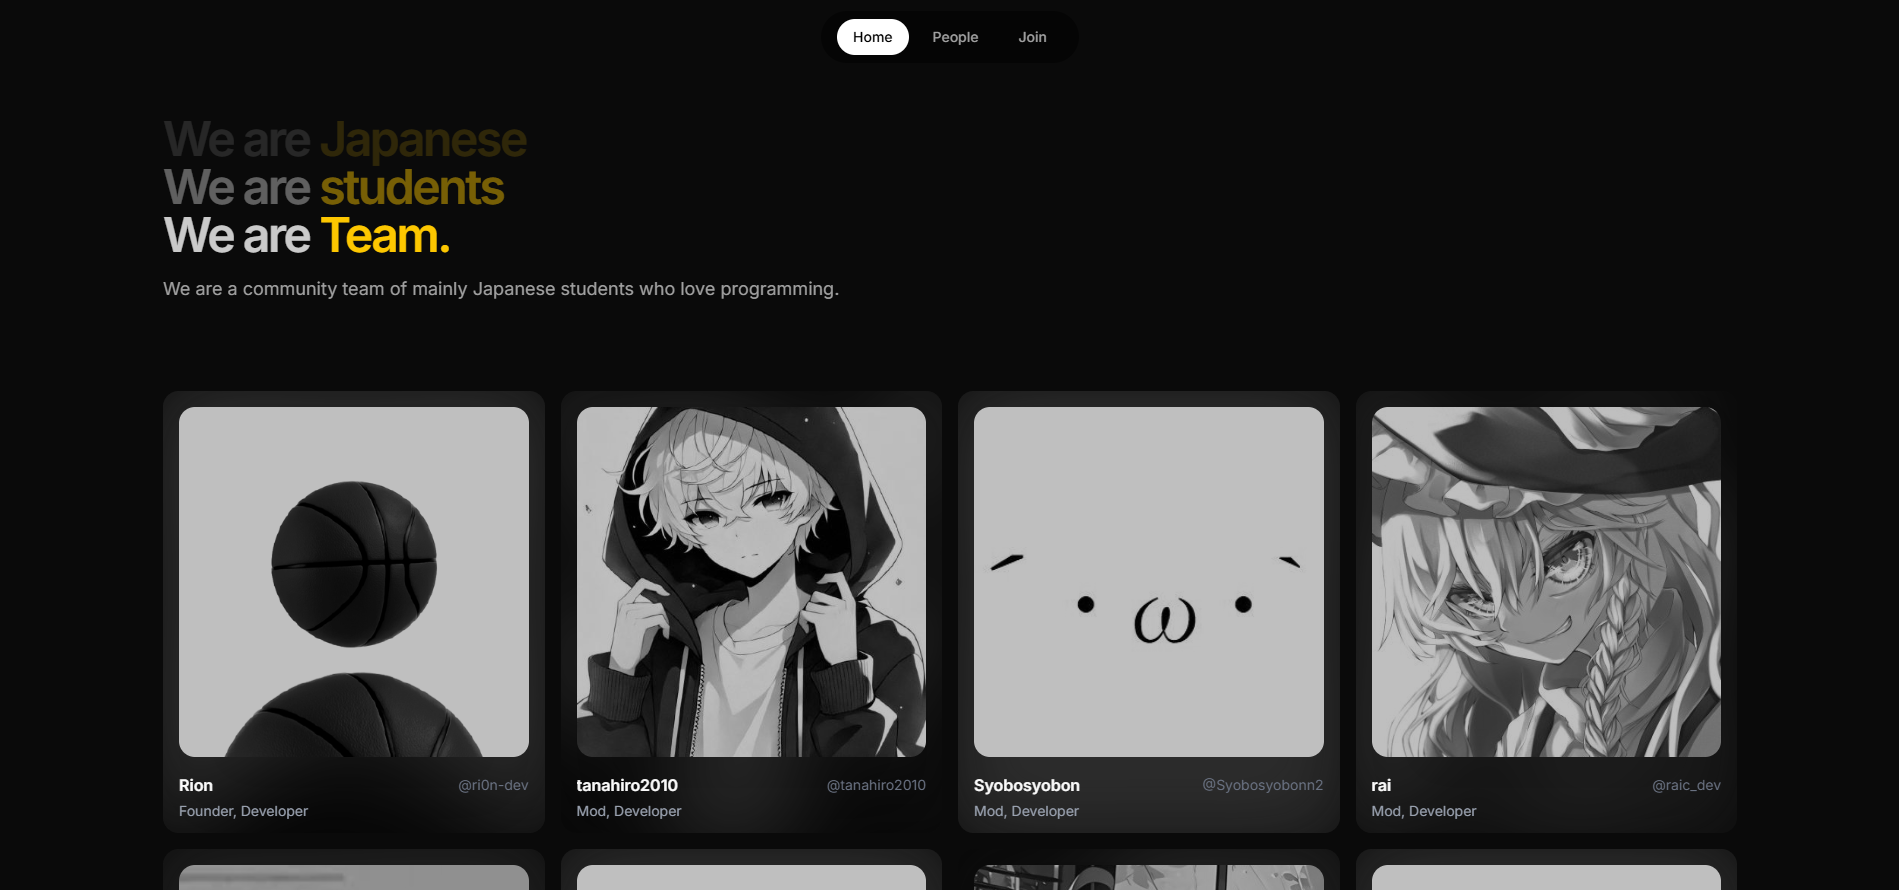 Home People Join
We are Japanese
We are students
We are Team.
We are a community team of mainly Japanese students who love programming.
ω
Rion @ri0n-dev
Founder, Developer
tanahiro2010 @tanahiro2010
Mod, Developer
Syobosyobon @Syobosyobonn2
Mod, Developer
rai @raic_dev
Mod, Developer